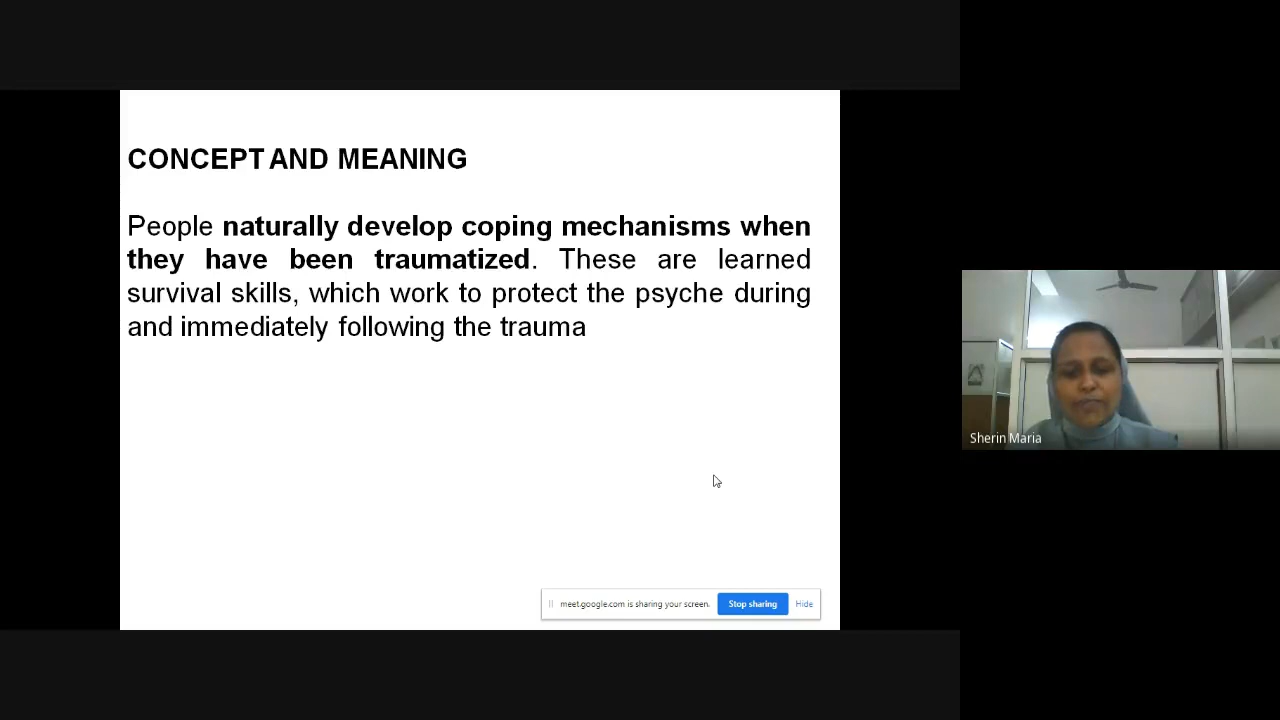 CONCEPT AND MEANING
People naturally develop coping mechanisms when
they have been traumatized. These are learned
survival skills, which work to protect the psyche during
and immediately following the trauma
Sherin Maria
meet.google.com is sharing your screen.
Stop sharing
Hide